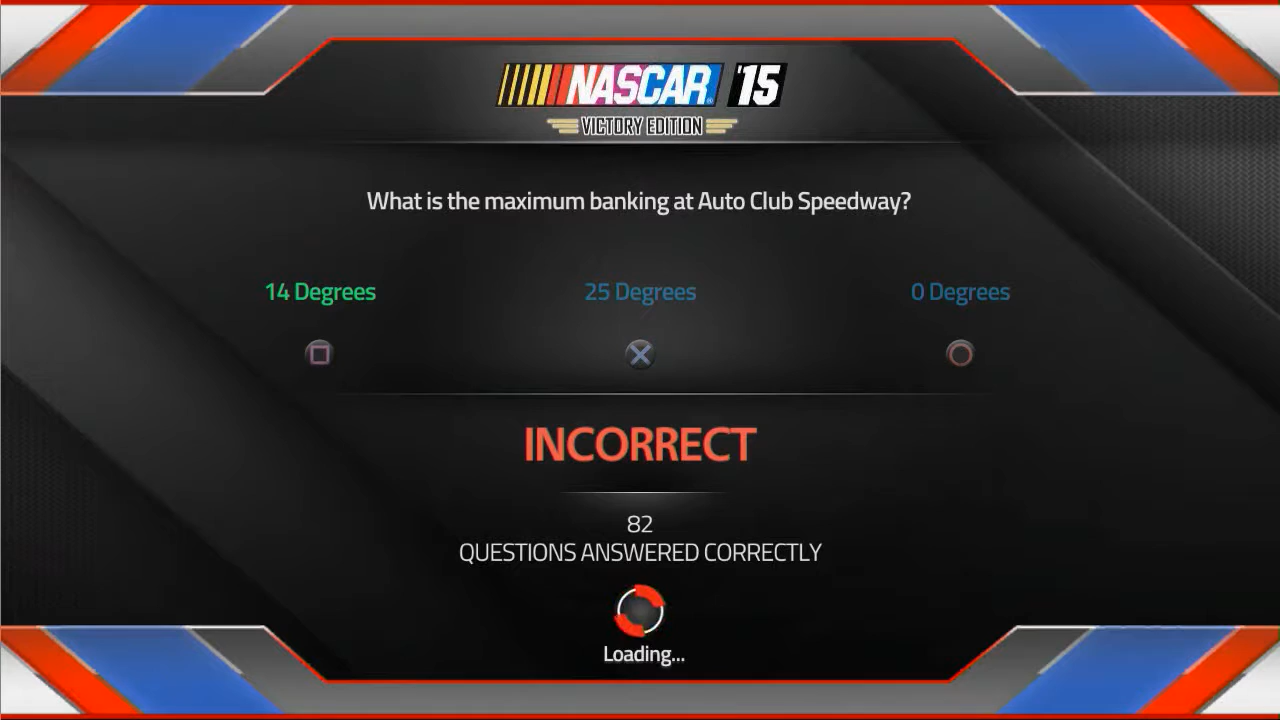 NASCAR '15
VICTORY EDITION
What is the maximum banking at Auto Club Speedway?
14 Degrees 25 Degrees 0 Degrees
INCORRECT
82
QUESTIONS ANSWERED CORRECTLY
Loading...